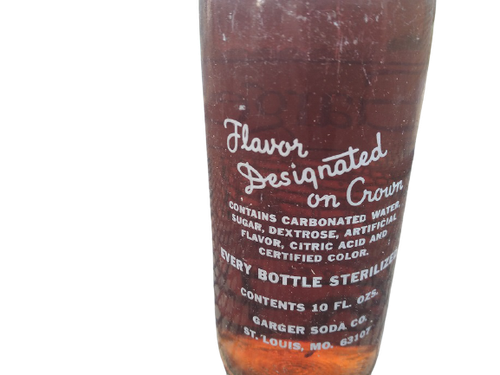 Flavor
Designated
on Crown
CONTAINS CARBONATED WATER,
SUGAR, DEXTROSE, ARTIFICIAL
FLAVOR, CITRIC ACID AND
CERTIFIED COLOR.
EVERY BOTTLE STERILIZED
CONTENTS 10 FL. OZS.
GARGER SODA CO.
ST. LOUIS, MO. 63107